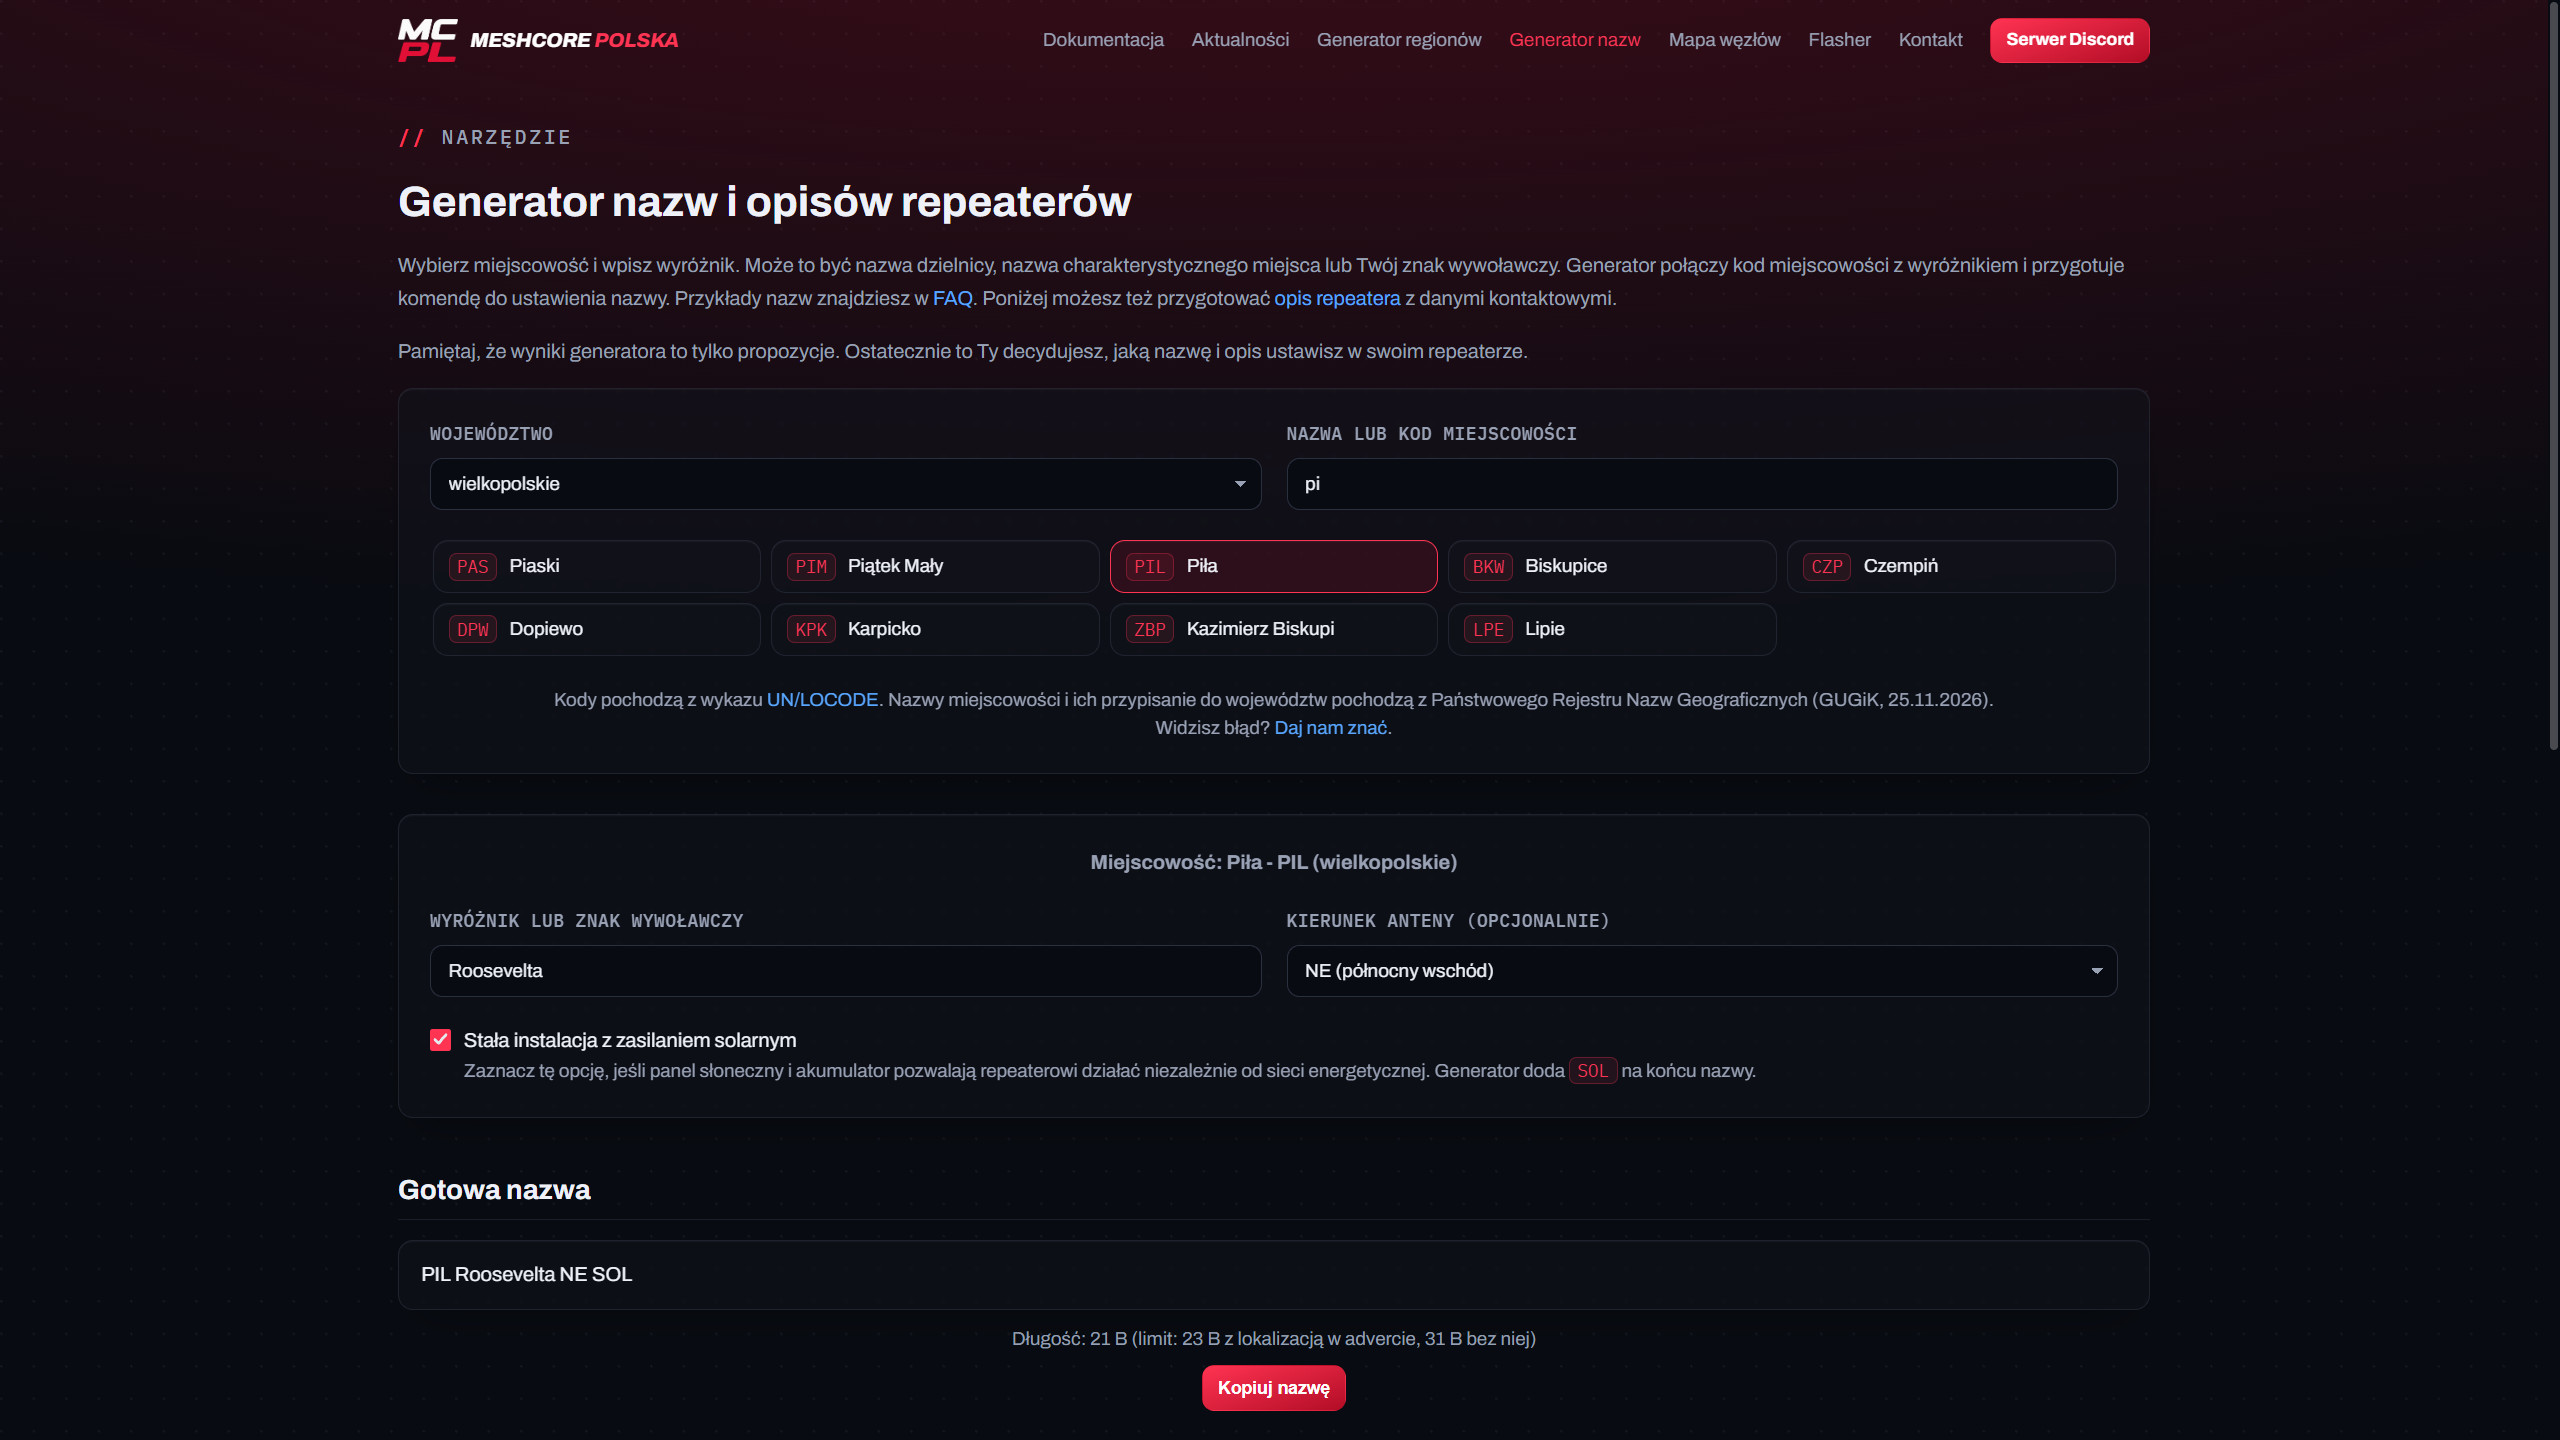 MC PL MESHCORE POLSKA
Dokumentacja Aktualności Generator regionów Generator nazw Mapa węzłów Flasher Kontakt Serwer Discord
// NARZĘDZIE
Generator nazw i opisów repeaterów
Wybierz miejscowość i wpisz wyróżnik. Może to być nazwa dzielnicy, nazwa charakterystycznego miejsca lub Twój znak wywoławczy. Generator połączy kod miejscowości z wyróżnikiem i przygotuje
komendę do ustawienia nazwy. Przykłady nazw znajdziesz w FAQ. Poniżej możesz też przygotować opis repeatera z danymi kontaktowymi.
Pamiętaj, że wyniki generatora to tylko propozycje. Ostatecznie to Ty decydujesz, jaką nazwę i opis ustawisz w swoim repeaterze.
WOJEWÓDZTWO NAZWA LUB KOD MIEJSCOWOŚCI
wielkopolskie pi
PAS Piaski PIM Piątek Mały PIL Piła BKW Biskupice CZP Czempiń
DPW Dopiewo KPK Karpicko ZBP Kazimierz Biskupi LPE Lipie
Kody pochodzą z wykazu UN/LOCODE. Nazwy miejscowości i ich przypisanie do województw pochodzą z Państwowego Rejestru Nazw Geograficznych (GUGiK, 25.11.2026).
Widzisz błąd? Daj nam znać.
Miejscowość: Piła - PIL (wielkopolskie)
WYRÓŻNIK LUB ZNAK WYWOŁAWCZY KIERUNEK ANTENY (OPCJONALNIE)
Roosevelta NE (północny wschód)
Stała instalacja z zasilaniem solarnym
Zaznacz tę opcję, jeśli panel słoneczny i akumulator pozwalają repeaterowi działać niezależnie od sieci energetycznej. Generator doda SOL na końcu nazwy.
Gotowa nazwa
PIL Roosevelta NE SOL
Długość: 21 B (limit: 23 B z lokalizacją w advercie, 31 B bez niej)
Kopiuj nazwę